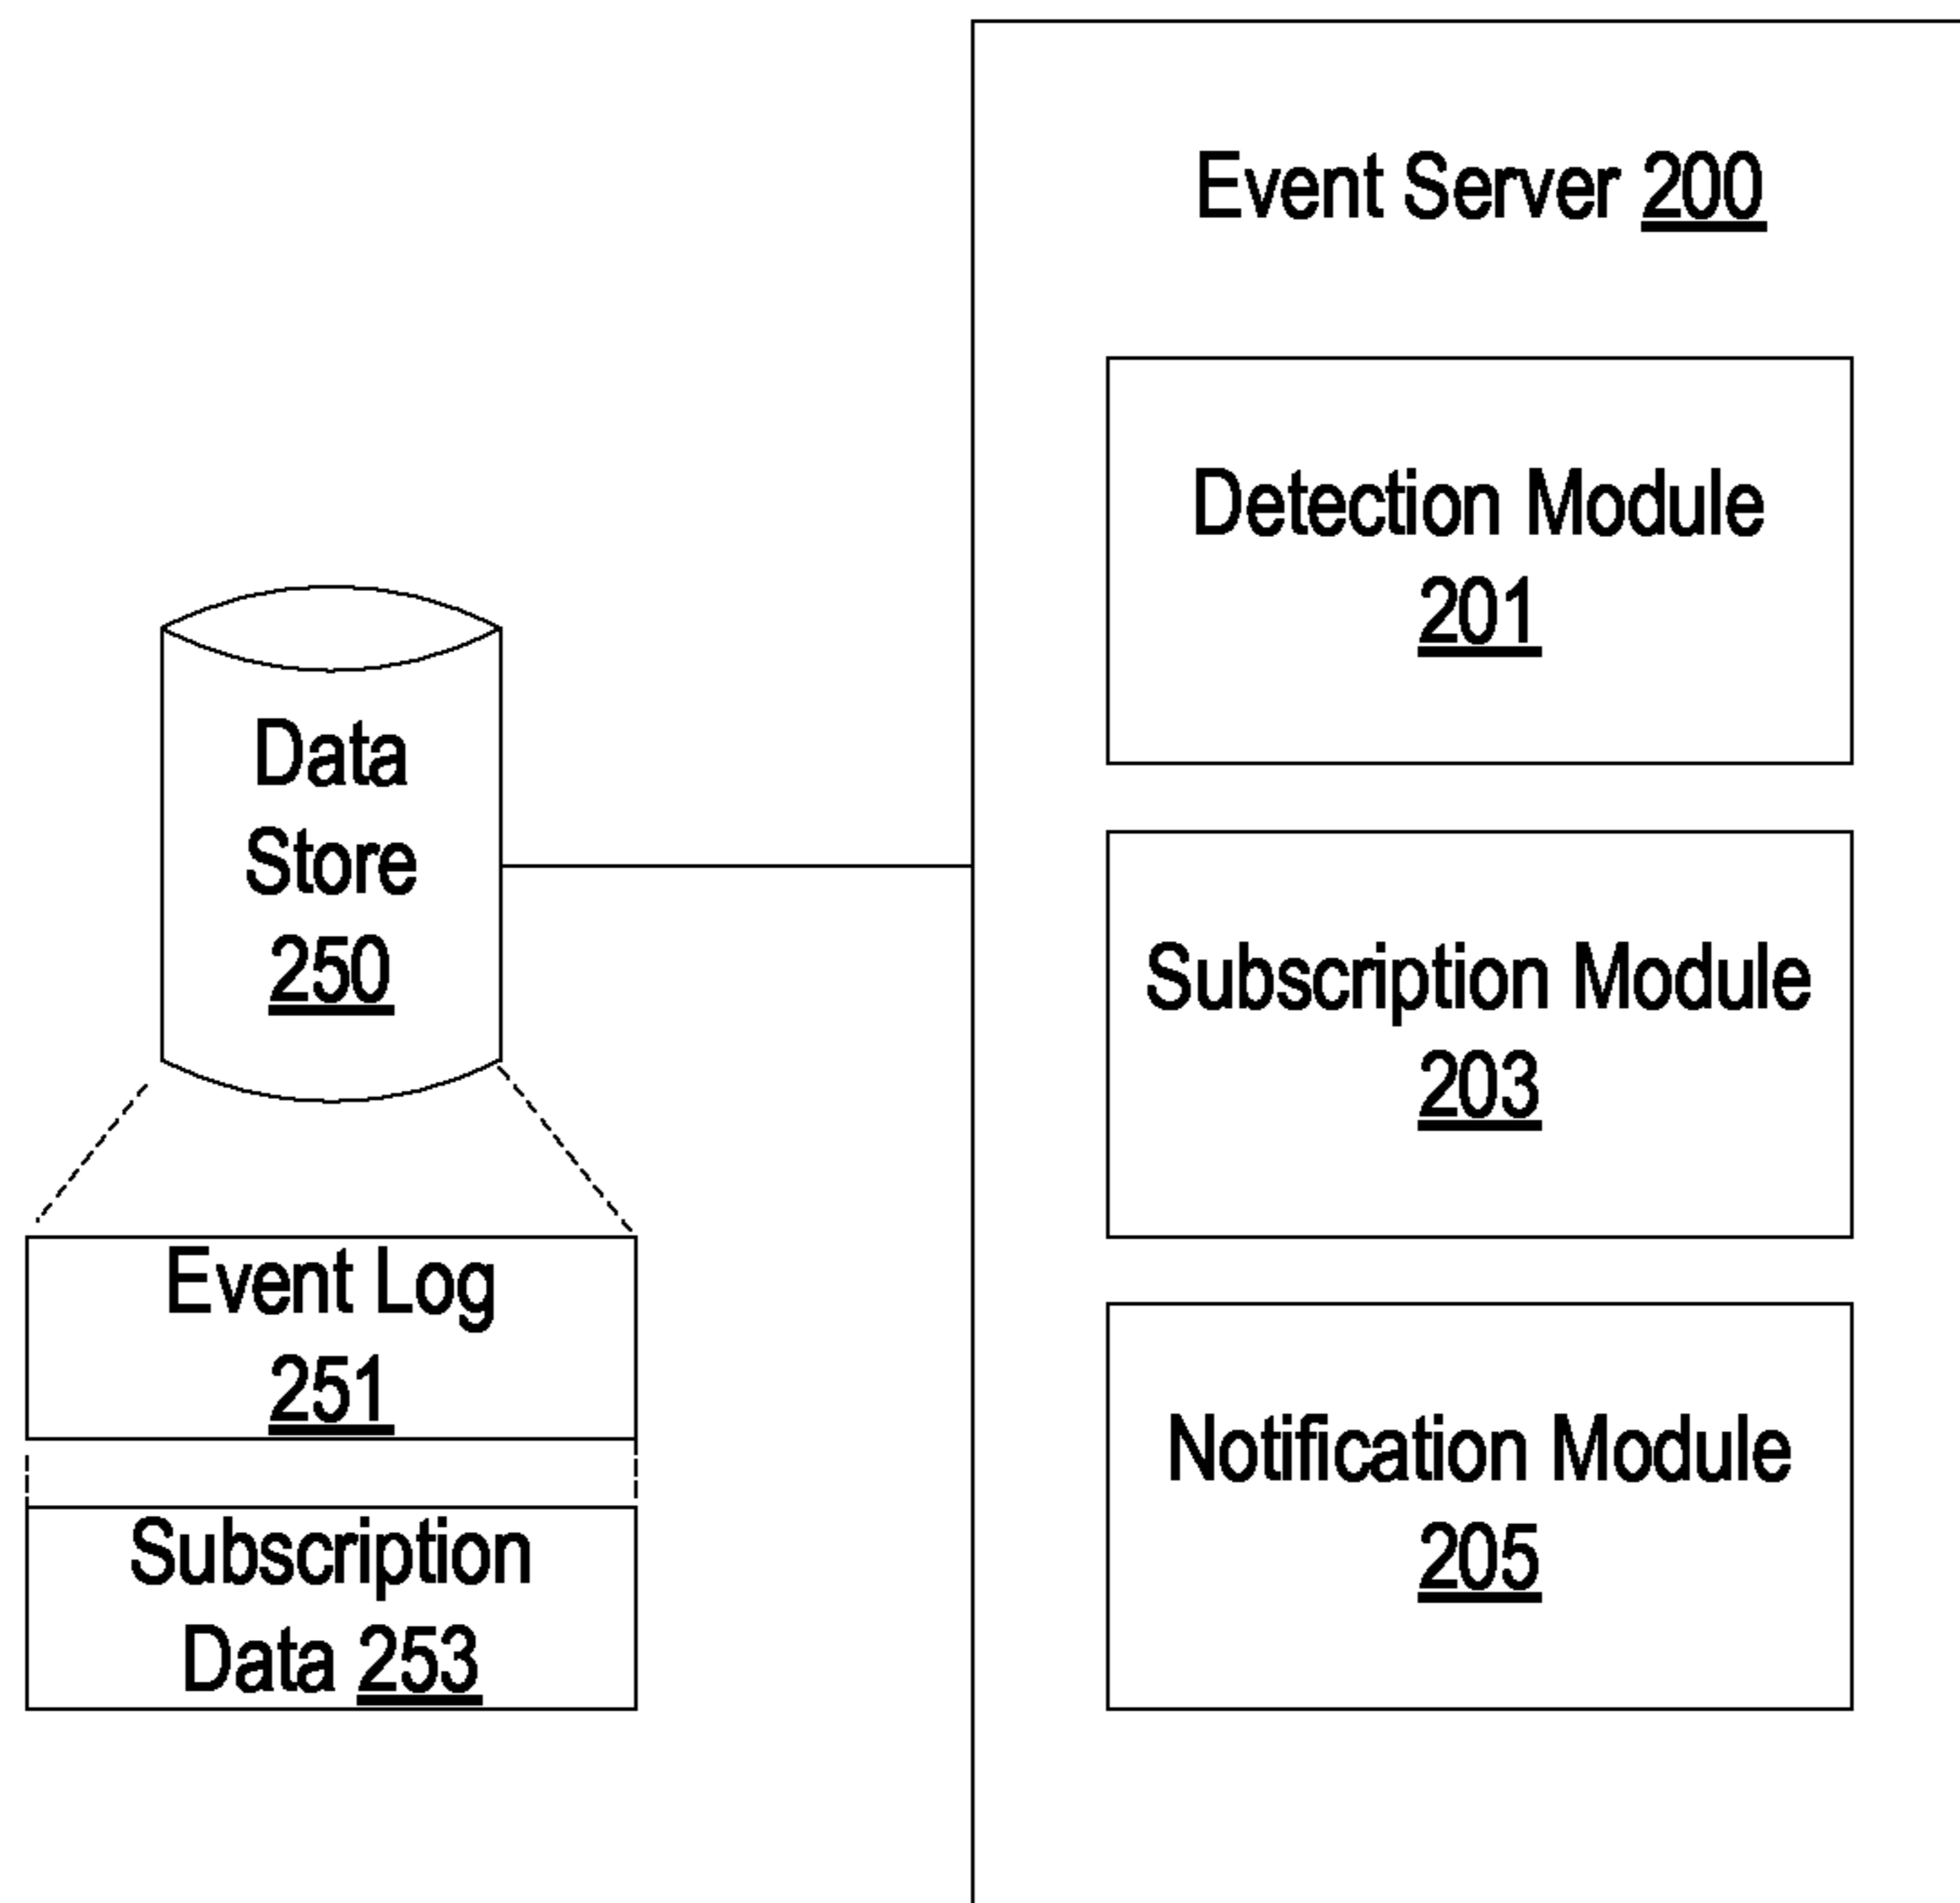 Event Server 200
Detection Module
201
Data
Store
250
Subscription Module
203
Event Log
251
Notification Module
205
Subscription
Data 253